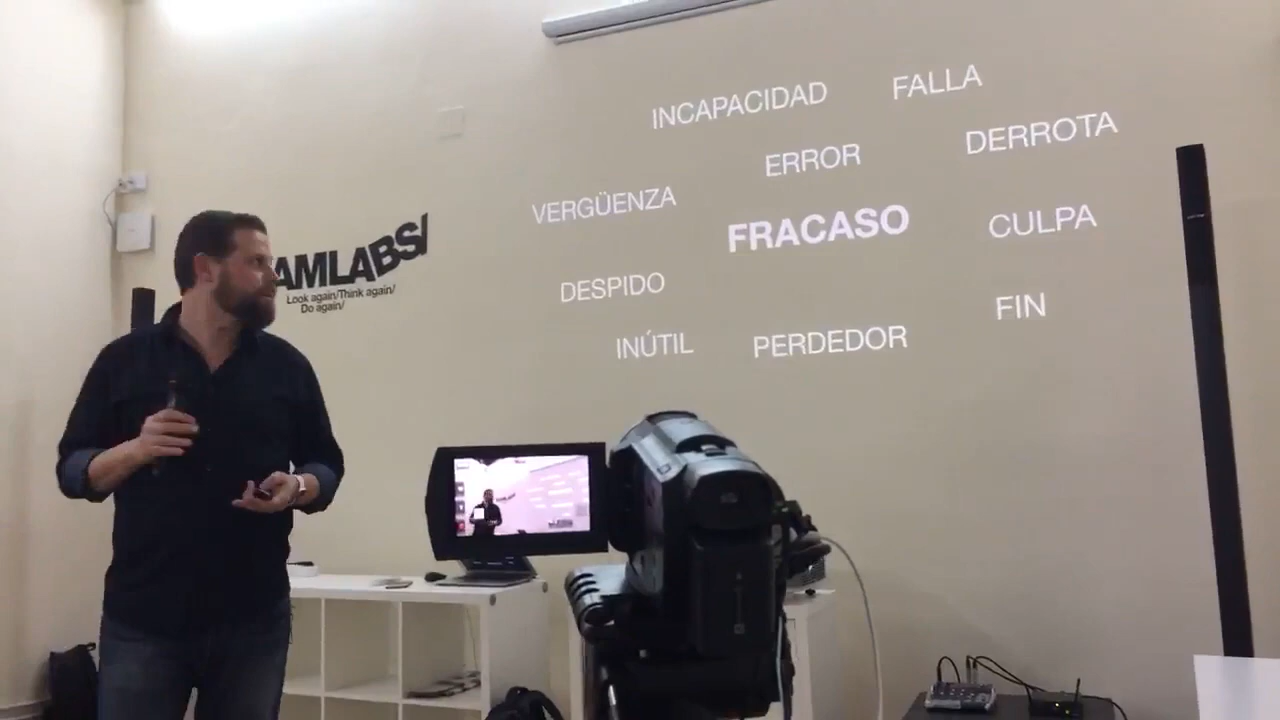 AMLABS/
Look again/Think again/
Do again/
INCAPACIDAD
FALLA
ERROR
DERROTA
VERGÜENZA
FRACASO
CULPA
DESPIDO
FIN
INÚTIL
PERDEDOR